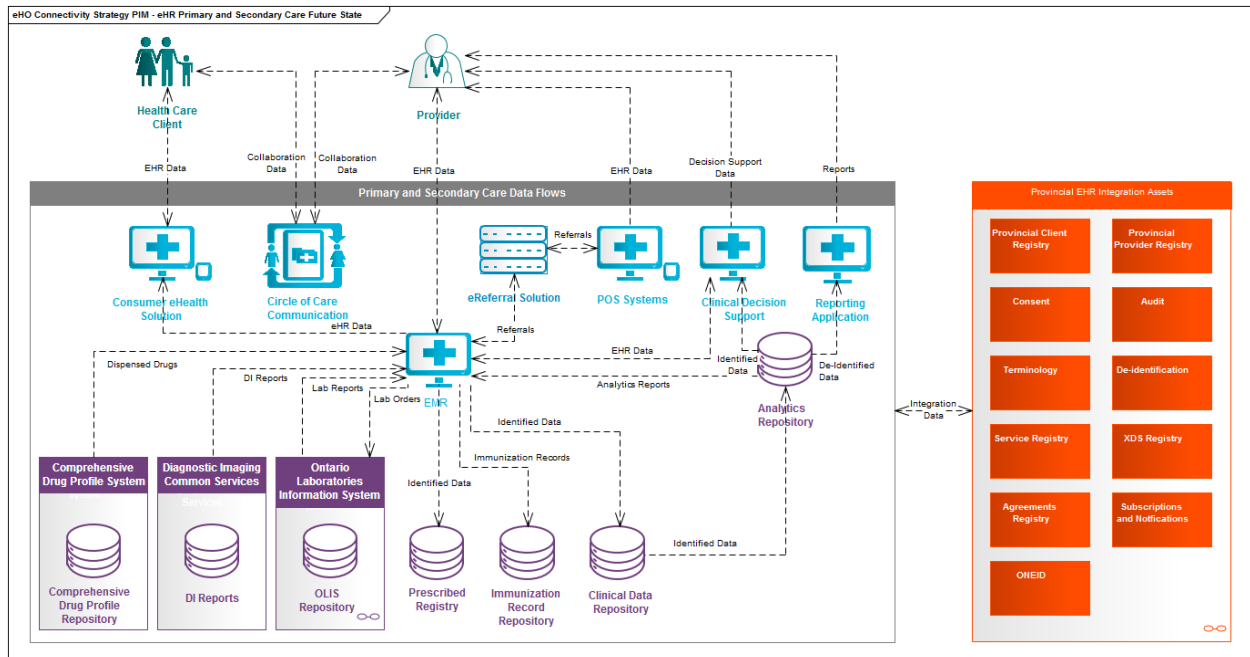 eHO Connectivity Strategy PIM - eHR Primary and Secondary Care Future State
Health Care
Client
Provider
EHR Data
Collaboration
Data
Collaboration
Data
EHR Data
EHR Data
Decision Support
Data
Reports
Primary and Secondary Care Data Flows
Consumer eHealth
Solution
Circle of Care
Communication
eReferral Solution
Referrals
POS Systems
Clinical Decision
Support
Reporting
Application
eHR Data
Referrals
Dispensed Drugs
DI Reports
Lab Reports
Lab Orders
EMR
EHR Data
Analytics Reports
Identified
Data
De-Identified
Data
Analytics
Repository
Comprehensive
Drug Profile System
Diagnostic Imaging
Common Services
Services
Ontario
Laboratories
Information System
Identified Data
Immunization Records
Identified Data
Identified Data
Comprehensive
Drug Profile
Repository
DI Reports
OLIS
Repository
Prescribed
Registry
Immunization
Record
Repository
Clinical Data
Repository
Integration
Data
Provincial EHR Integration Assets
Provincial Client
Registry
Provincial
Provider Registry
Consent
Audit
Terminology
De-identification
Service Registry
XDS Registry
Agreements
Registry
Subscriptions
and Notfications
ONEID